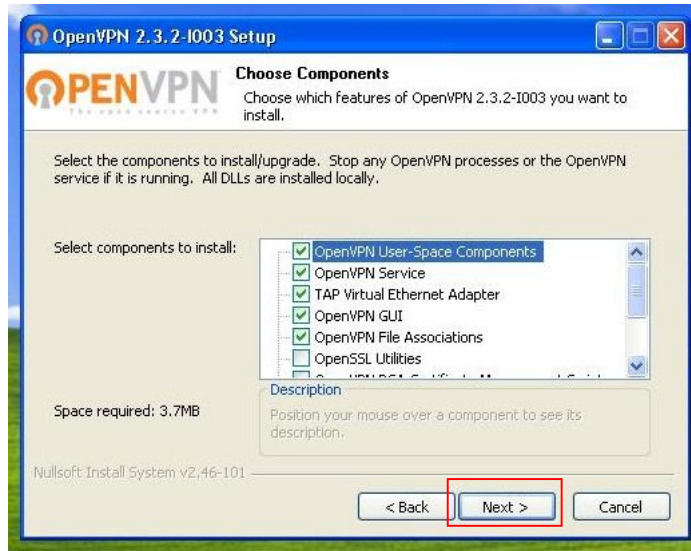 OpenVPN 2.3.2-I003 Setup
OPENVPN
The open source VPN
Choose Components
Choose which features of OpenVPN 2.3.2-I003 you want to
install.
Select the components to install/upgrade. Stop any OpenVPN processes or the OpenVPN
service if it is running. All DLLs are installed locally.
Select components to install:
OpenVPN User-Space Components
OpenVPN Service
TAP Virtual Ethernet Adapter
OpenVPN GUI
OpenVPN File Associations
OpenSSL Utilities
Description
Position your mouse over a component to see its
description.
Space required: 3.7MB
Nullsoft Install System v2.46-101
< Back
Next >
Cancel